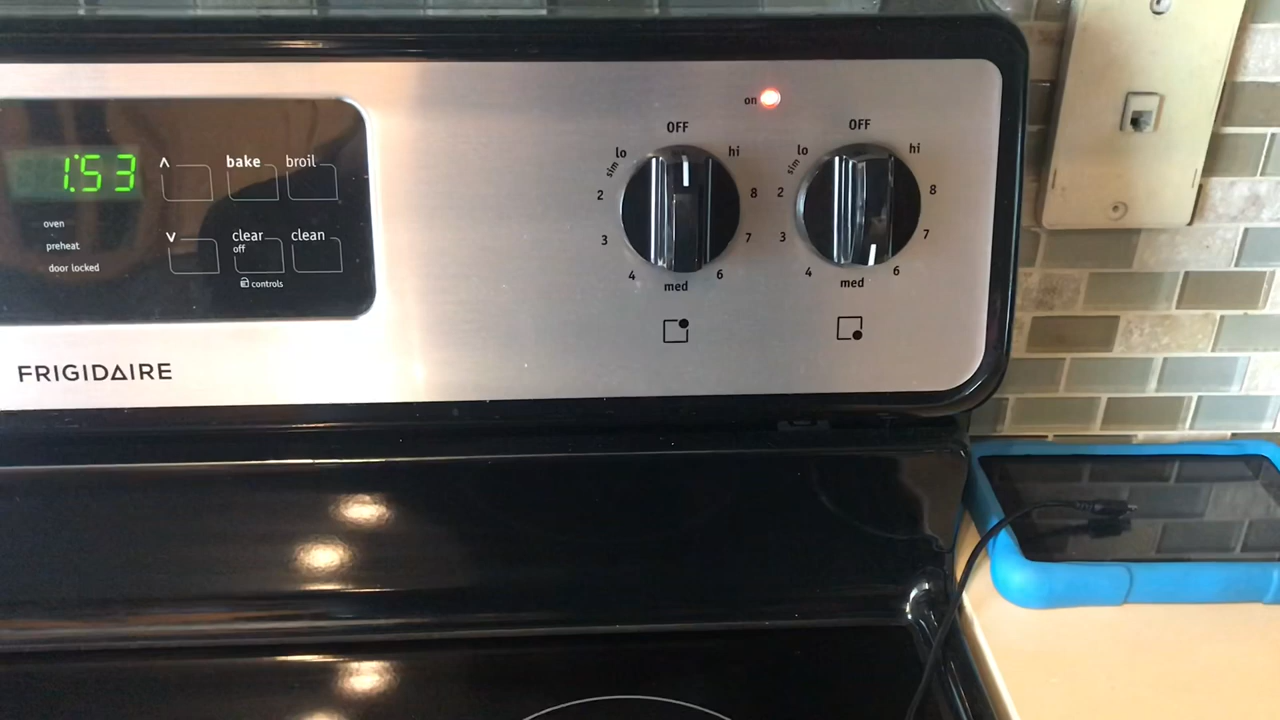 1:53
^
bake
broil
oven
preheat
door locked
v
clear
off
clean
controls
FRIGIDAIRE
on
OFF
lo
sim
hi
2
8
3
7
4
6
med
OFF
lo
sim
hi
2
8
3
7
4
6
med